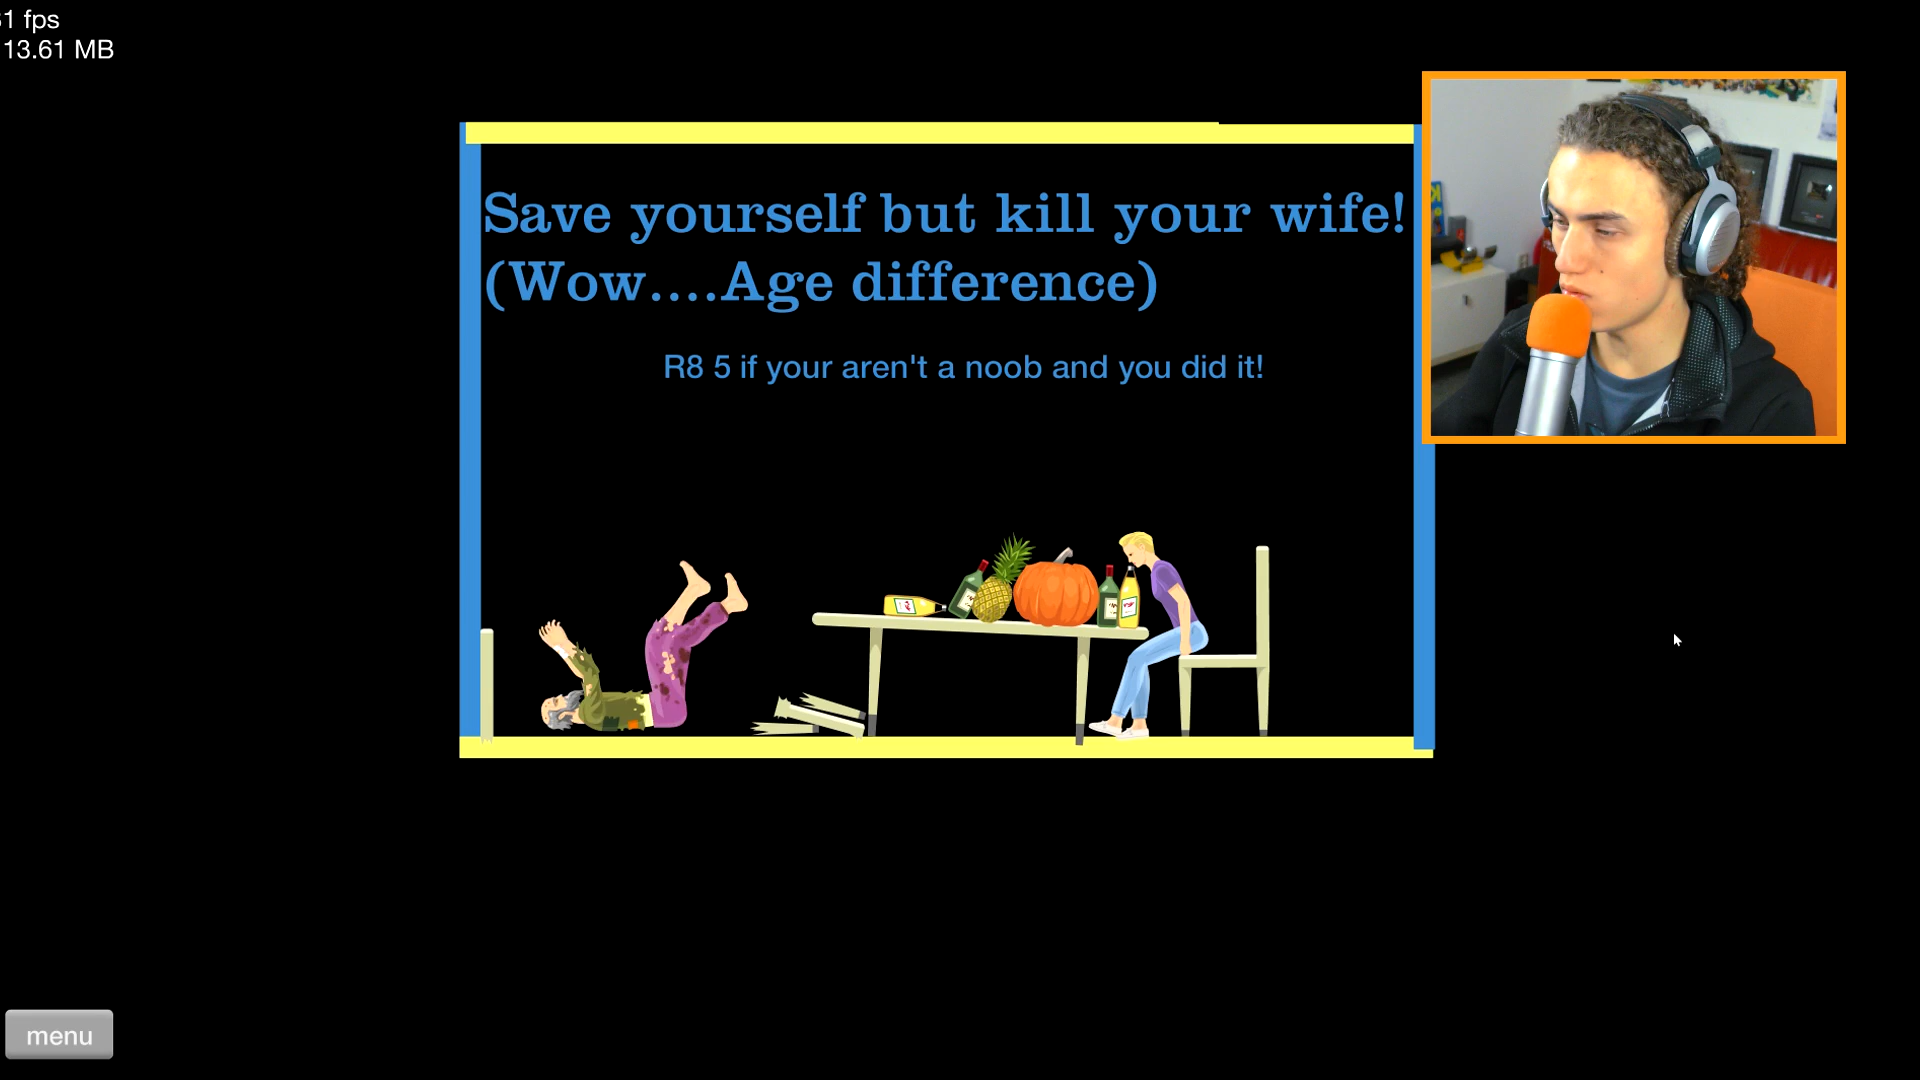 31 fps
13.61 MB
Save yourself but kill your wife!
(Wow....Age difference)
R8 5 if your aren't a noob and you did it!
menu